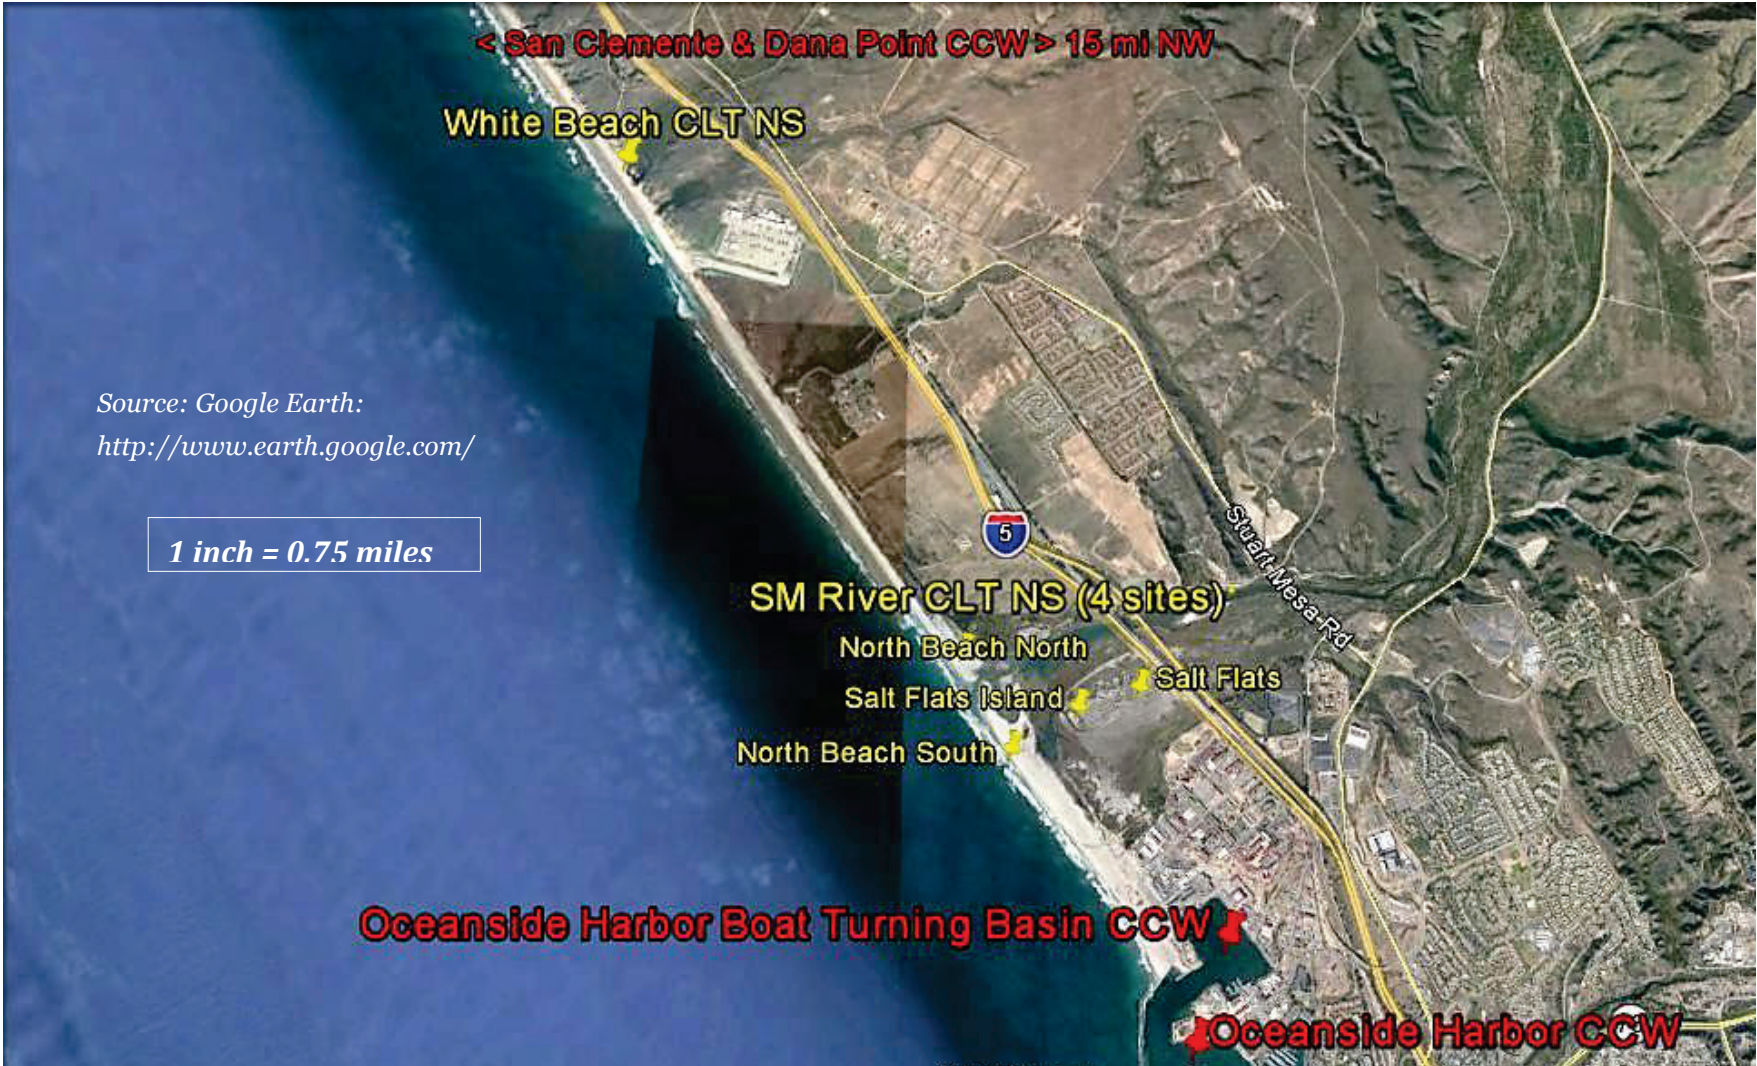 < San Clemente & Dana Point CCW > 15 mi NW
White Beach CLT NS
Source: Google Earth:
http://www.earth.google.com/
1 inch = 0.75 miles
5
Stuart Mesa Rd
SM River CLT NS (4 sites)
North Beach North
Salt Flats
Salt Flats Island
North Beach South
Oceanside Harbor Boat Turning Basin CCW
Oceanside Harbor CCW